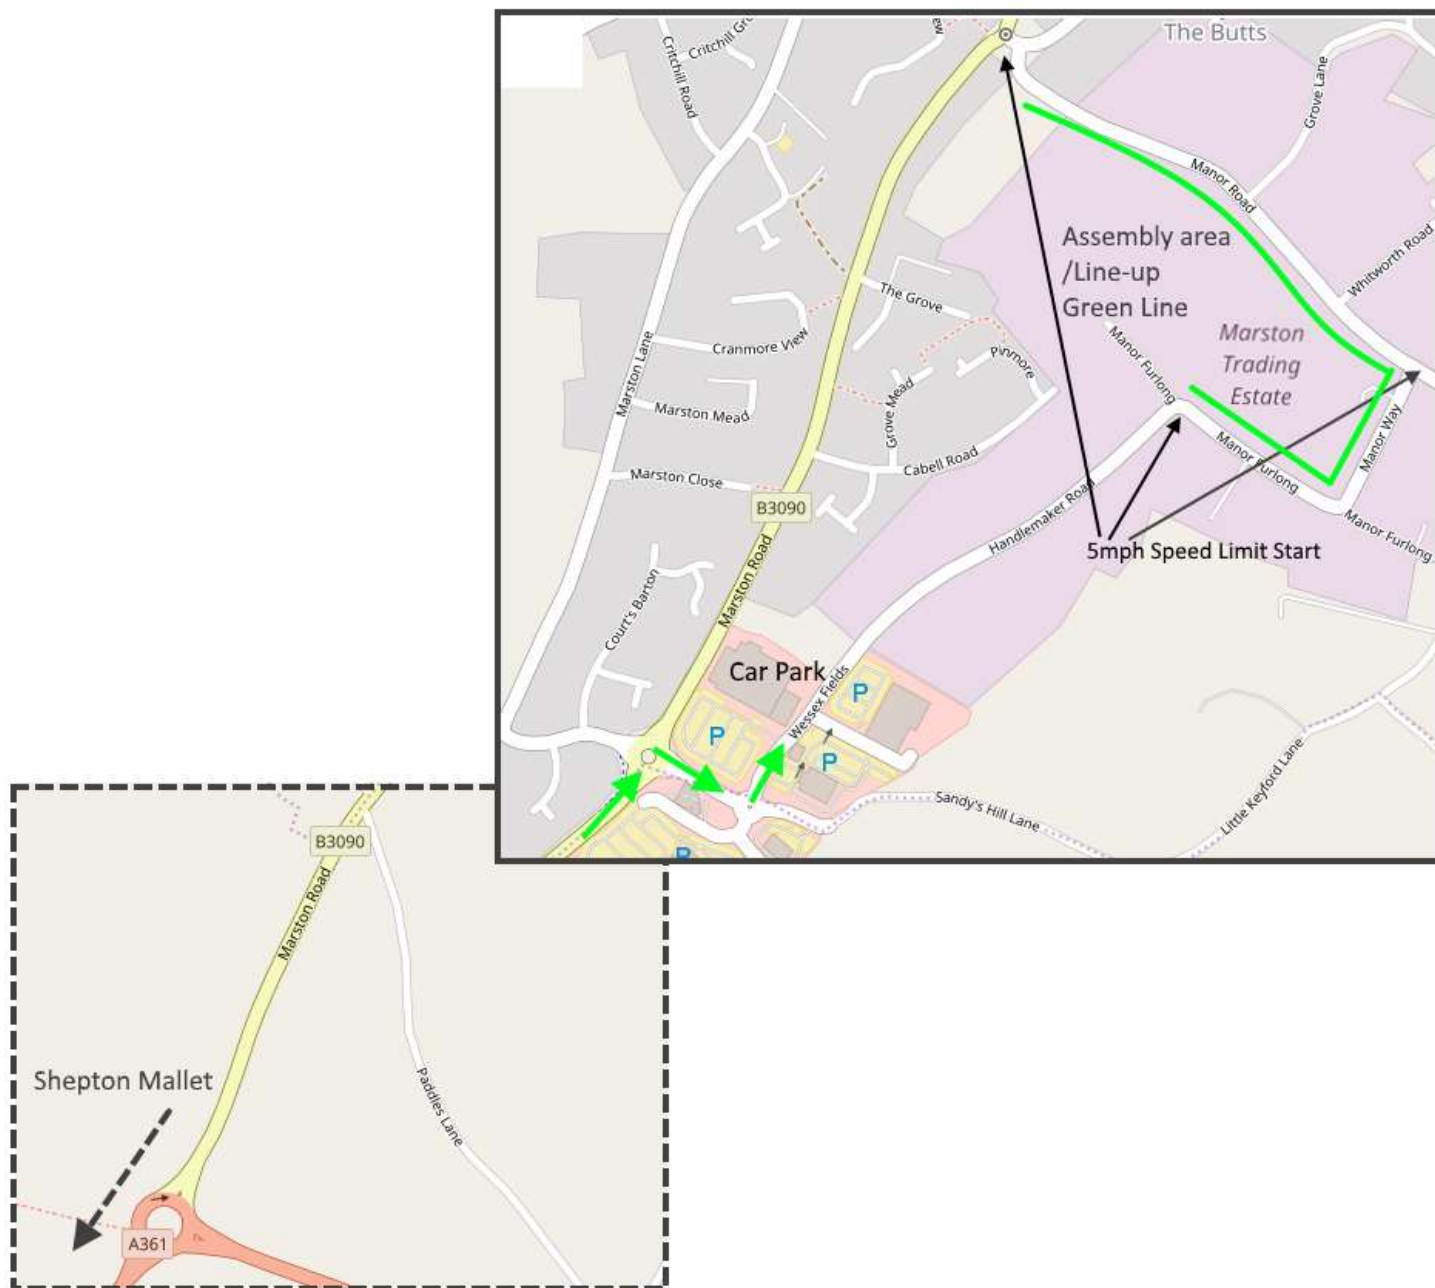 The Butts
Critchill Road
Critchill Gr
ew
Grove Lane
Manor Road
Whitworth Road
Assembly area
/Line-up
Green Line
The Grove
Marston
Trading
Estate
Cranmore View
Marston Lane
Pinmore
Manor Furlong
Grove Mead
Marston Mead
Manor Way
Manor Furlong
Cabell Road
Marston Close
B3090
Handlemaker Road
Manor Furlong
5mph Speed Limit Start
Marston Road
Court's Barton
Car Park
Wessex Fields
P
P
P
Little Keyford Lane
Sandy's Hill Lane
P
B3090
Marston Road
Shepton Mallet
Paddles Lane
A361